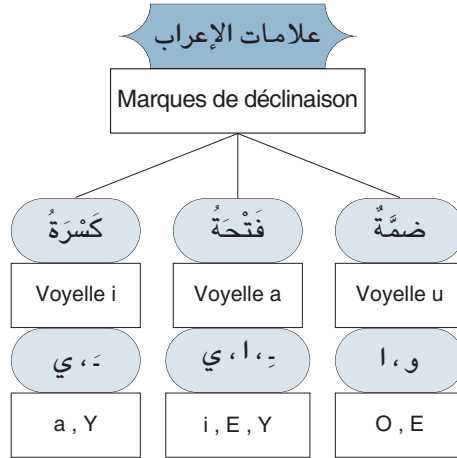 علامات الإعراب
Marques de déclinaison
ضمَّةٌ فَتْحَةُ كَسْرَةُ
Voyelle i Voyelle a Voyelle u
و، ا ـِ، ا، ي ـَ، ي
a , Y i , E , Y O , E